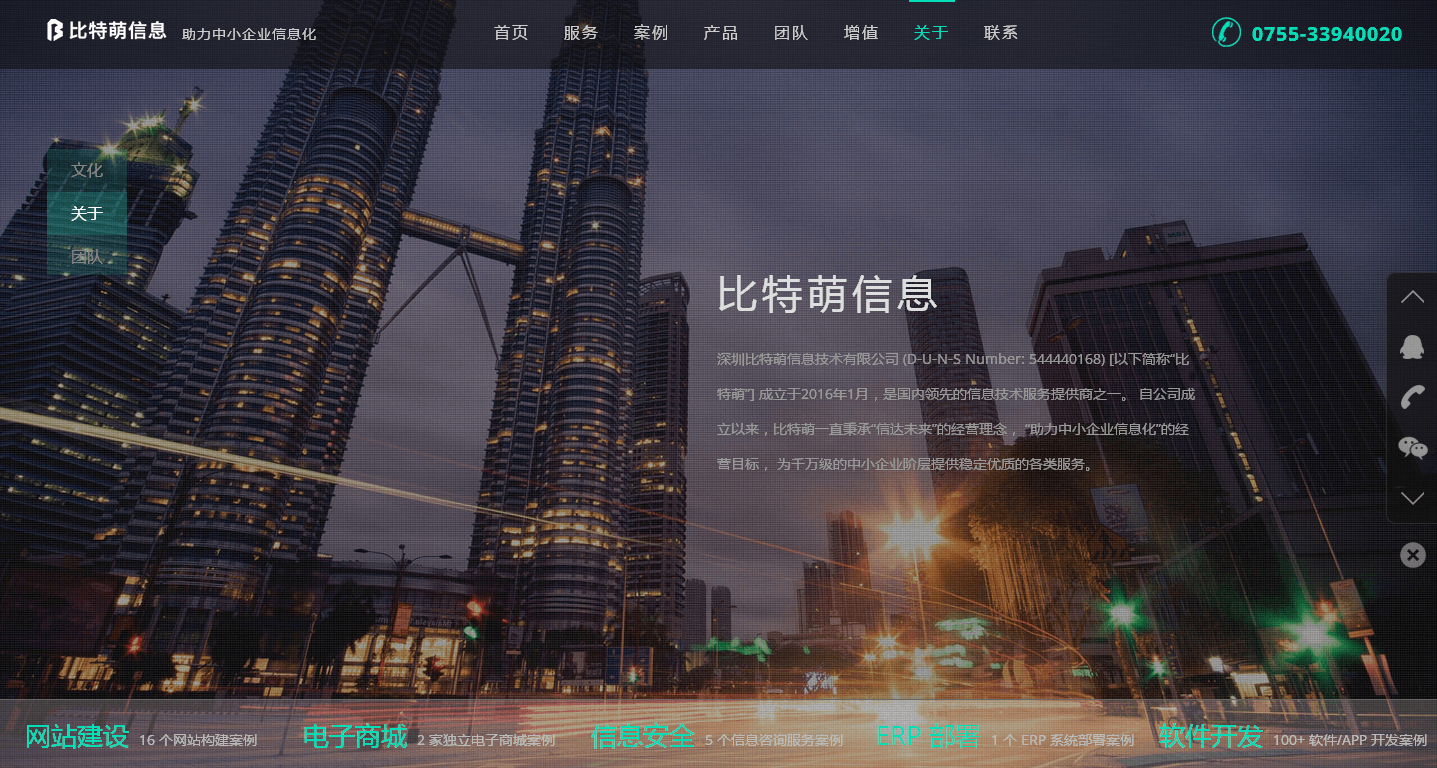 比特萌信息 助力中小企业信息化 首页 服务 案例 产品 团队 增值 关于 联系 0755-33940020
文化
关于
团队
比特萌信息
深圳比特萌信息技术有限公司 (D-U-N-S Number: 544440168) [以下简称“比
特萌”] 成立于2016年1月，是国内领先的信息技术服务提供商之一。 自公司成
立以来，比特萌一直秉承“信达未来”的经营理念， “助力中小企业信息化”的经
营目标， 为千万级的中小企业阶层提供稳定优质的各类服务。
网站建设 16 个网站构建案例 电子商城 2 家独立电子商城案例 信息安全 5 个信息咨询服务案例 ERP 部署 1 个 ERP 系统部署案例 软件开发 100+ 软件/APP 开发案例